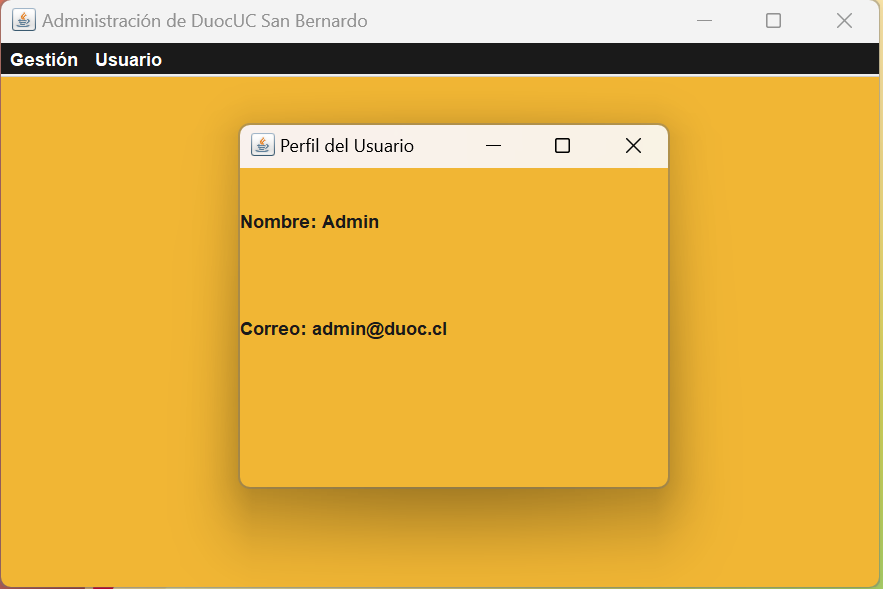 Administración de DuocUC San Bernardo
Gestión Usuario
Perfil del Usuario
Nombre: Admin
Correo: admin@duoc.cl